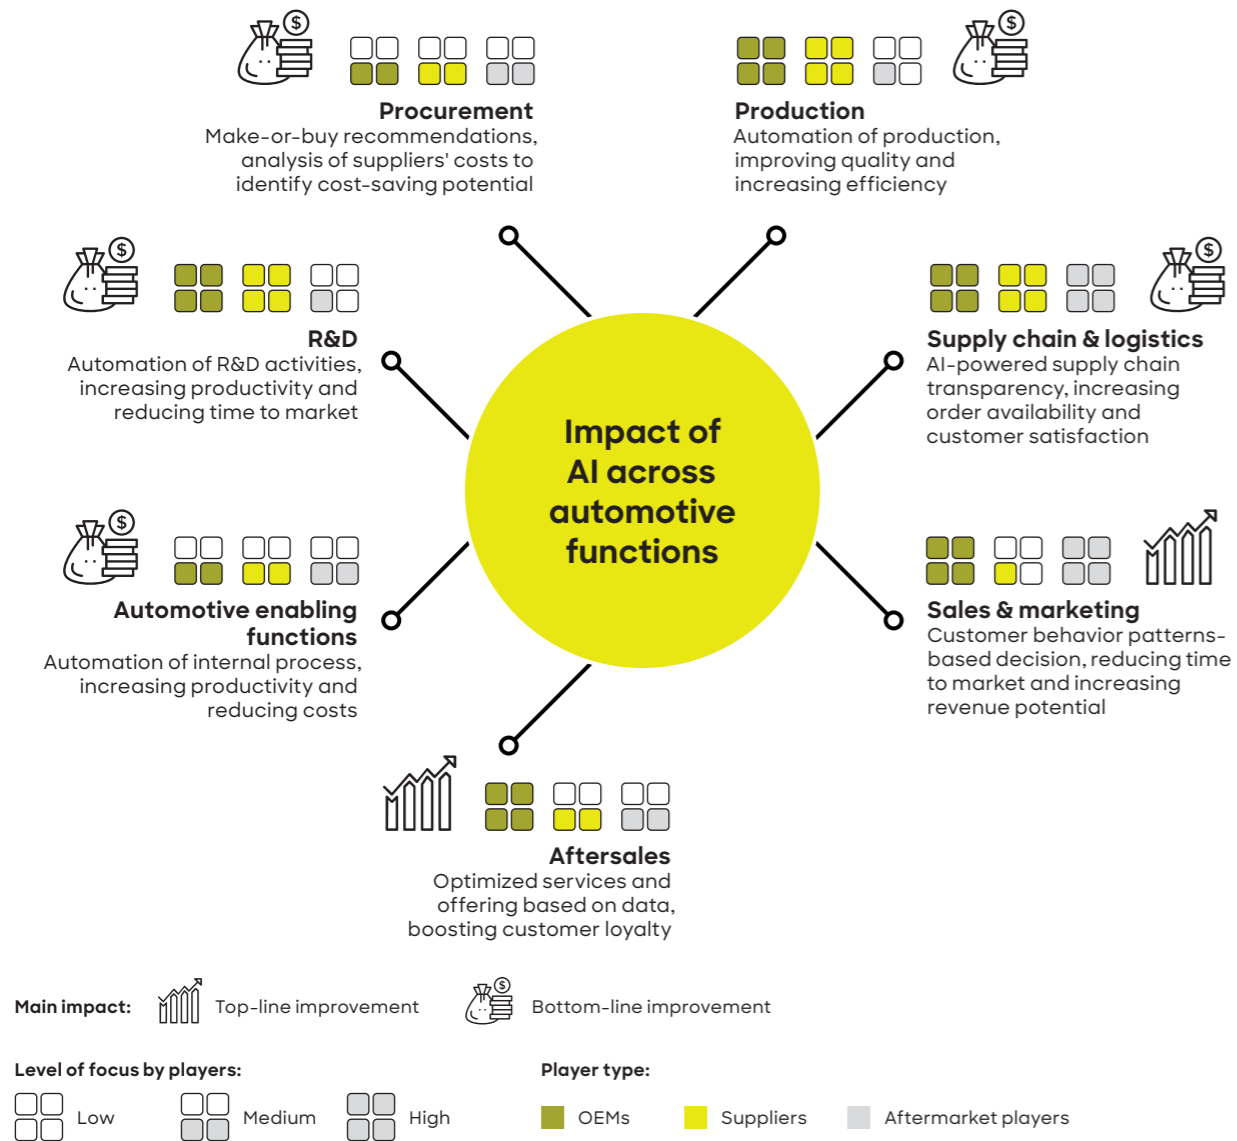 Procurement
Make-or-buy recommendations,
analysis of suppliers' costs to
identify cost-saving potential
Production
Automation of production,
improving quality and
increasing efficiency
R&D
Automation of R&D activities,
increasing productivity and
reducing time to market
Supply chain & logistics
AI-powered supply chain
transparency, increasing
order availability and
customer satisfaction
Impact of
AI across
automotive
functions
Automotive enabling
functions
Automation of internal process,
increasing productivity and
reducing costs
Sales & marketing
Customer behavior patterns-
based decision, reducing time
to market and increasing
revenue potential
Aftersales
Optimized services and
offering based on data,
boosting customer loyalty
Main impact: Top-line improvement Bottom-line improvement
Level of focus by players: Player type:
Low Medium High OEMs Suppliers Aftermarket players
$
$
$
$
$
$